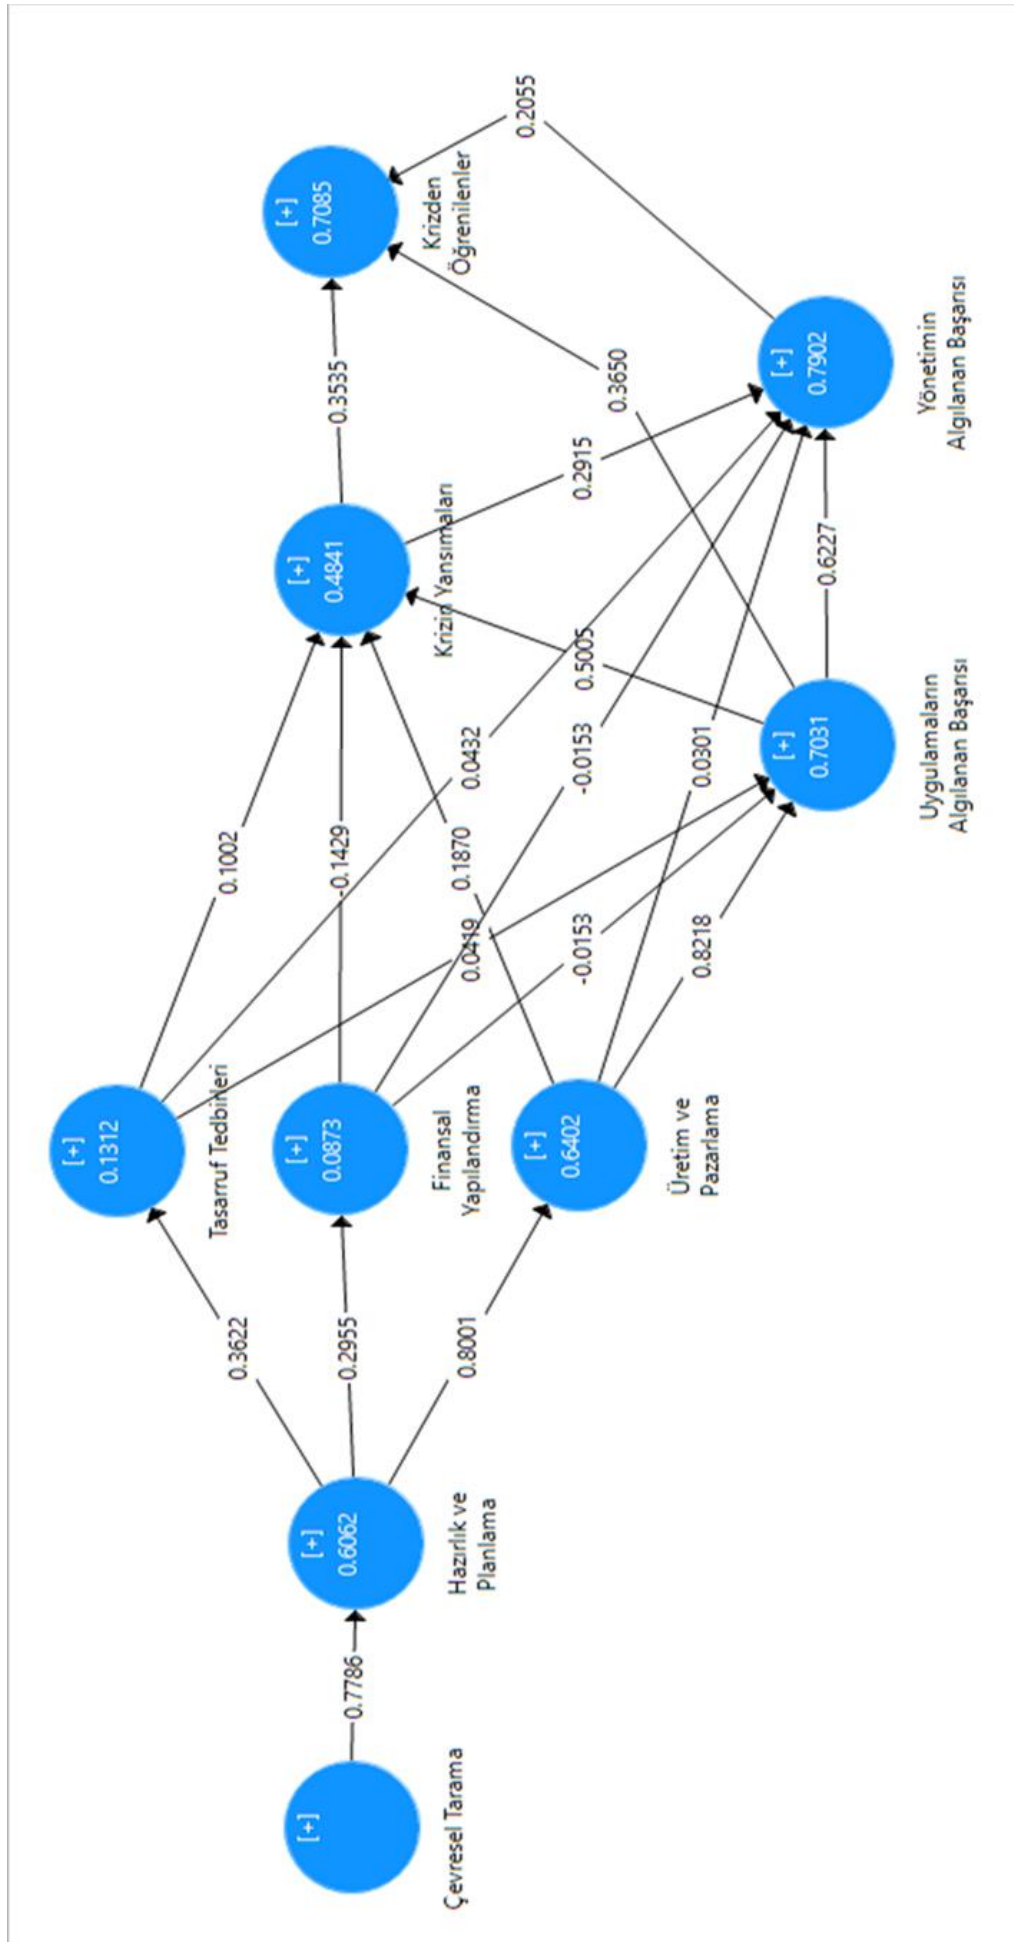 [+]
Çevresel Tarama
0.7786
[+]
0.6062
Hazırlık ve
Planlama
0.3622
0.2955
0.8001
[+]
0.1312
Tasarruf Tedbirleri
[+]
0.0873
Finansal
Yapılandırma
[+]
0.6402
Üretim ve
Pazarlama
0.1002
-0.1429
0.1870
0.0432
0.0419
-0.0153
-0.0153
0.0301
0.8218
[+]
0.4841
Krizin Yansımaları
0.5005
[+]
0.7031
Uygulamaların
Algılanan Başarısı
0.3535
0.2915
0.3650
0.6227
[+]
0.7902
Yönetimin
Algılanan Başarısı
0.2055
[+]
0.7085
Krizden
Öğrenilenler